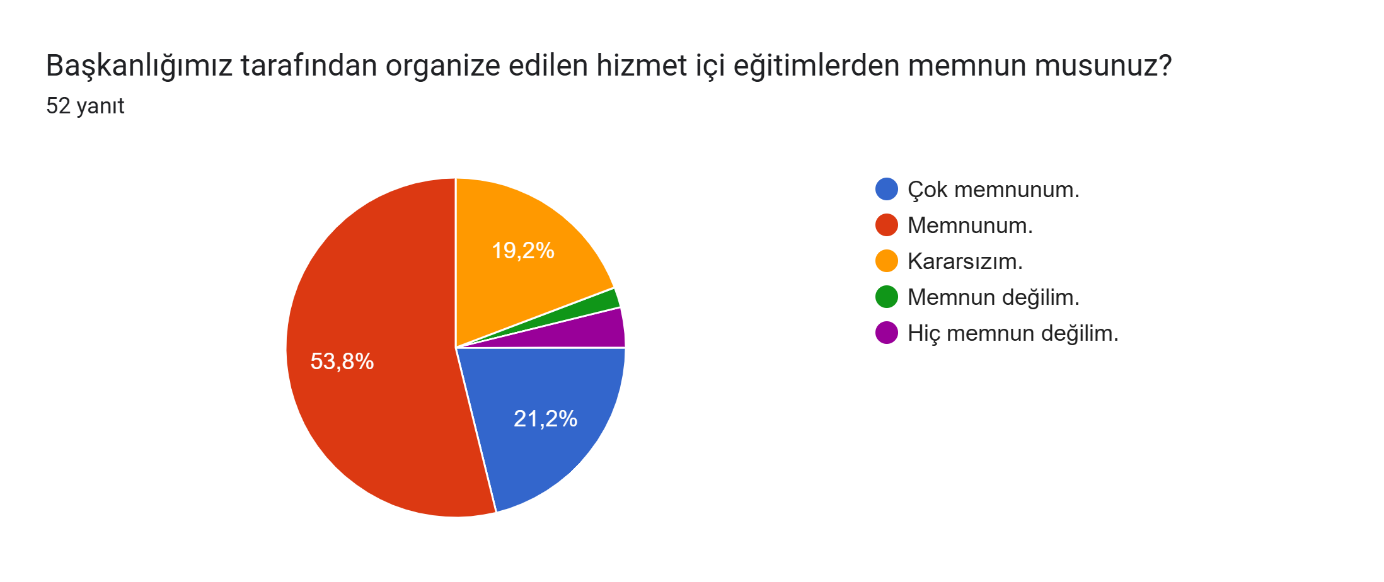 Başkanlığımız tarafından organize edilen hizmet içi eğitimlerden memnun musunuz?
52 yanıt
19,2%
53,8%
21,2%
Çok memnunum.
Memnunum.
Kararsızım.
Memnun değilim.
Hiç memnun değilim.